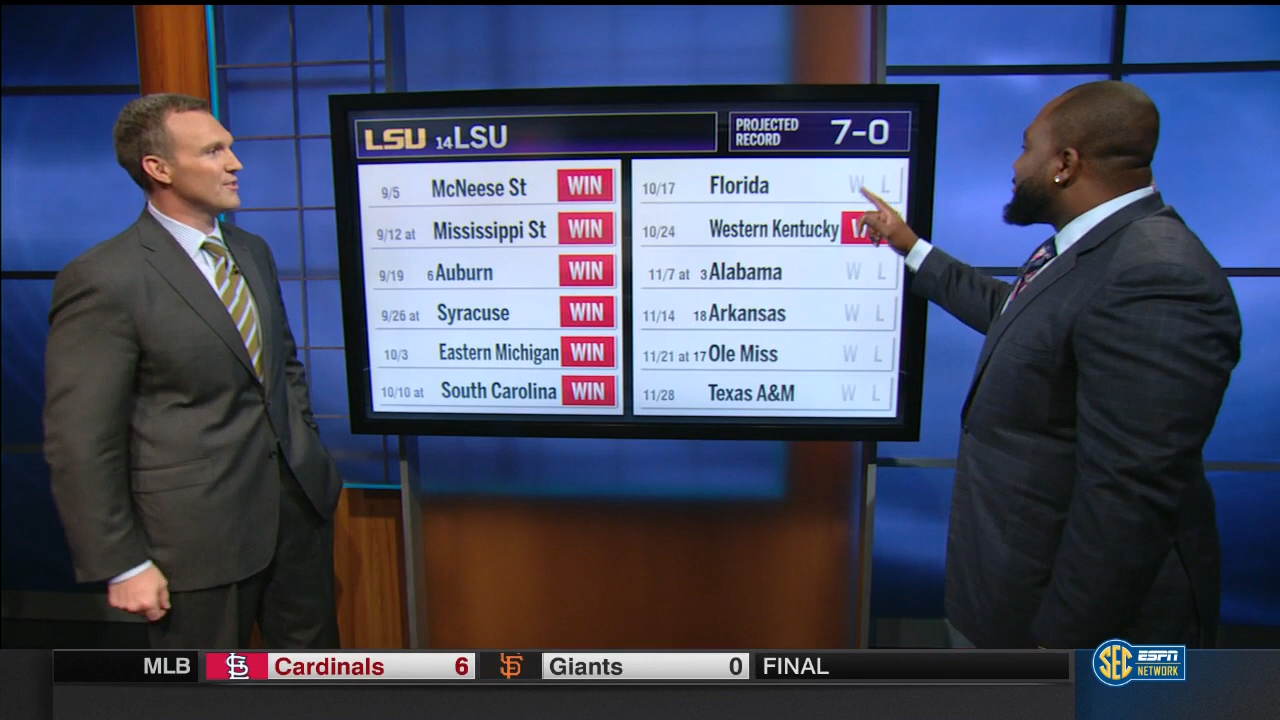 LSU 14 LSU
PROJECTED
RECORD
7-0
9/5 McNeese St WIN
9/12 at Mississippi St WIN
9/19 6 Auburn WIN
9/26 at Syracuse WIN
10/3 Eastern Michigan WIN
10/10 at South Carolina WIN
10/17 Florida W L
10/24 Western Kentucky
11/7 at 3 Alabama W L
11/14 18 Arkansas W L
11/21 at 17 Ole Miss W L
11/28 Texas A&M W L
MLB STL Cardinals 6 SF Giants 0 FINAL
SEC ESPN
NETWORK